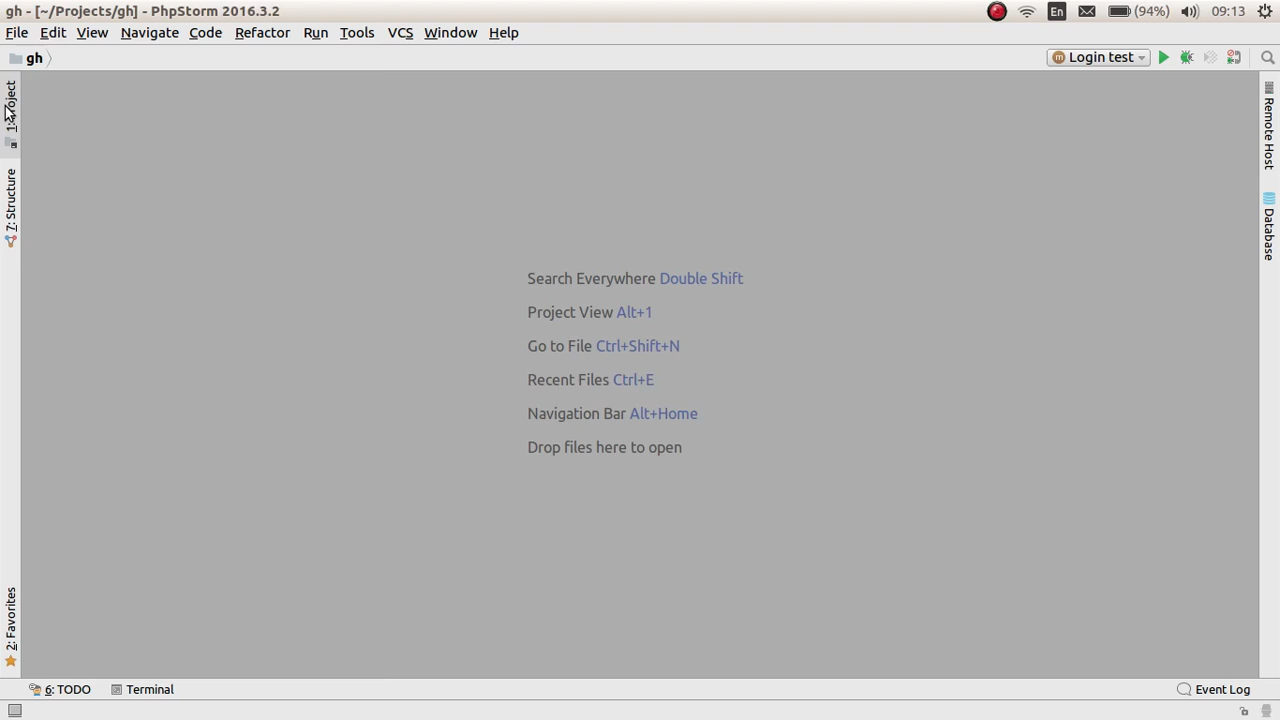 gh - [~/Projects/gh] - PhpStorm 2016.3.2
En
(94%)
09:13
File Edit View Navigate Code Refactor Run Tools VCS Window Help
gh
m Login test
1: Project
7: Structure
2: Favorites
Search Everywhere Double Shift
Project View Alt+1
Go to File Ctrl+Shift+N
Recent Files Ctrl+E
Navigation Bar Alt+Home
Drop files here to open
Remote Host
Database
6: TODO
Terminal
Event Log